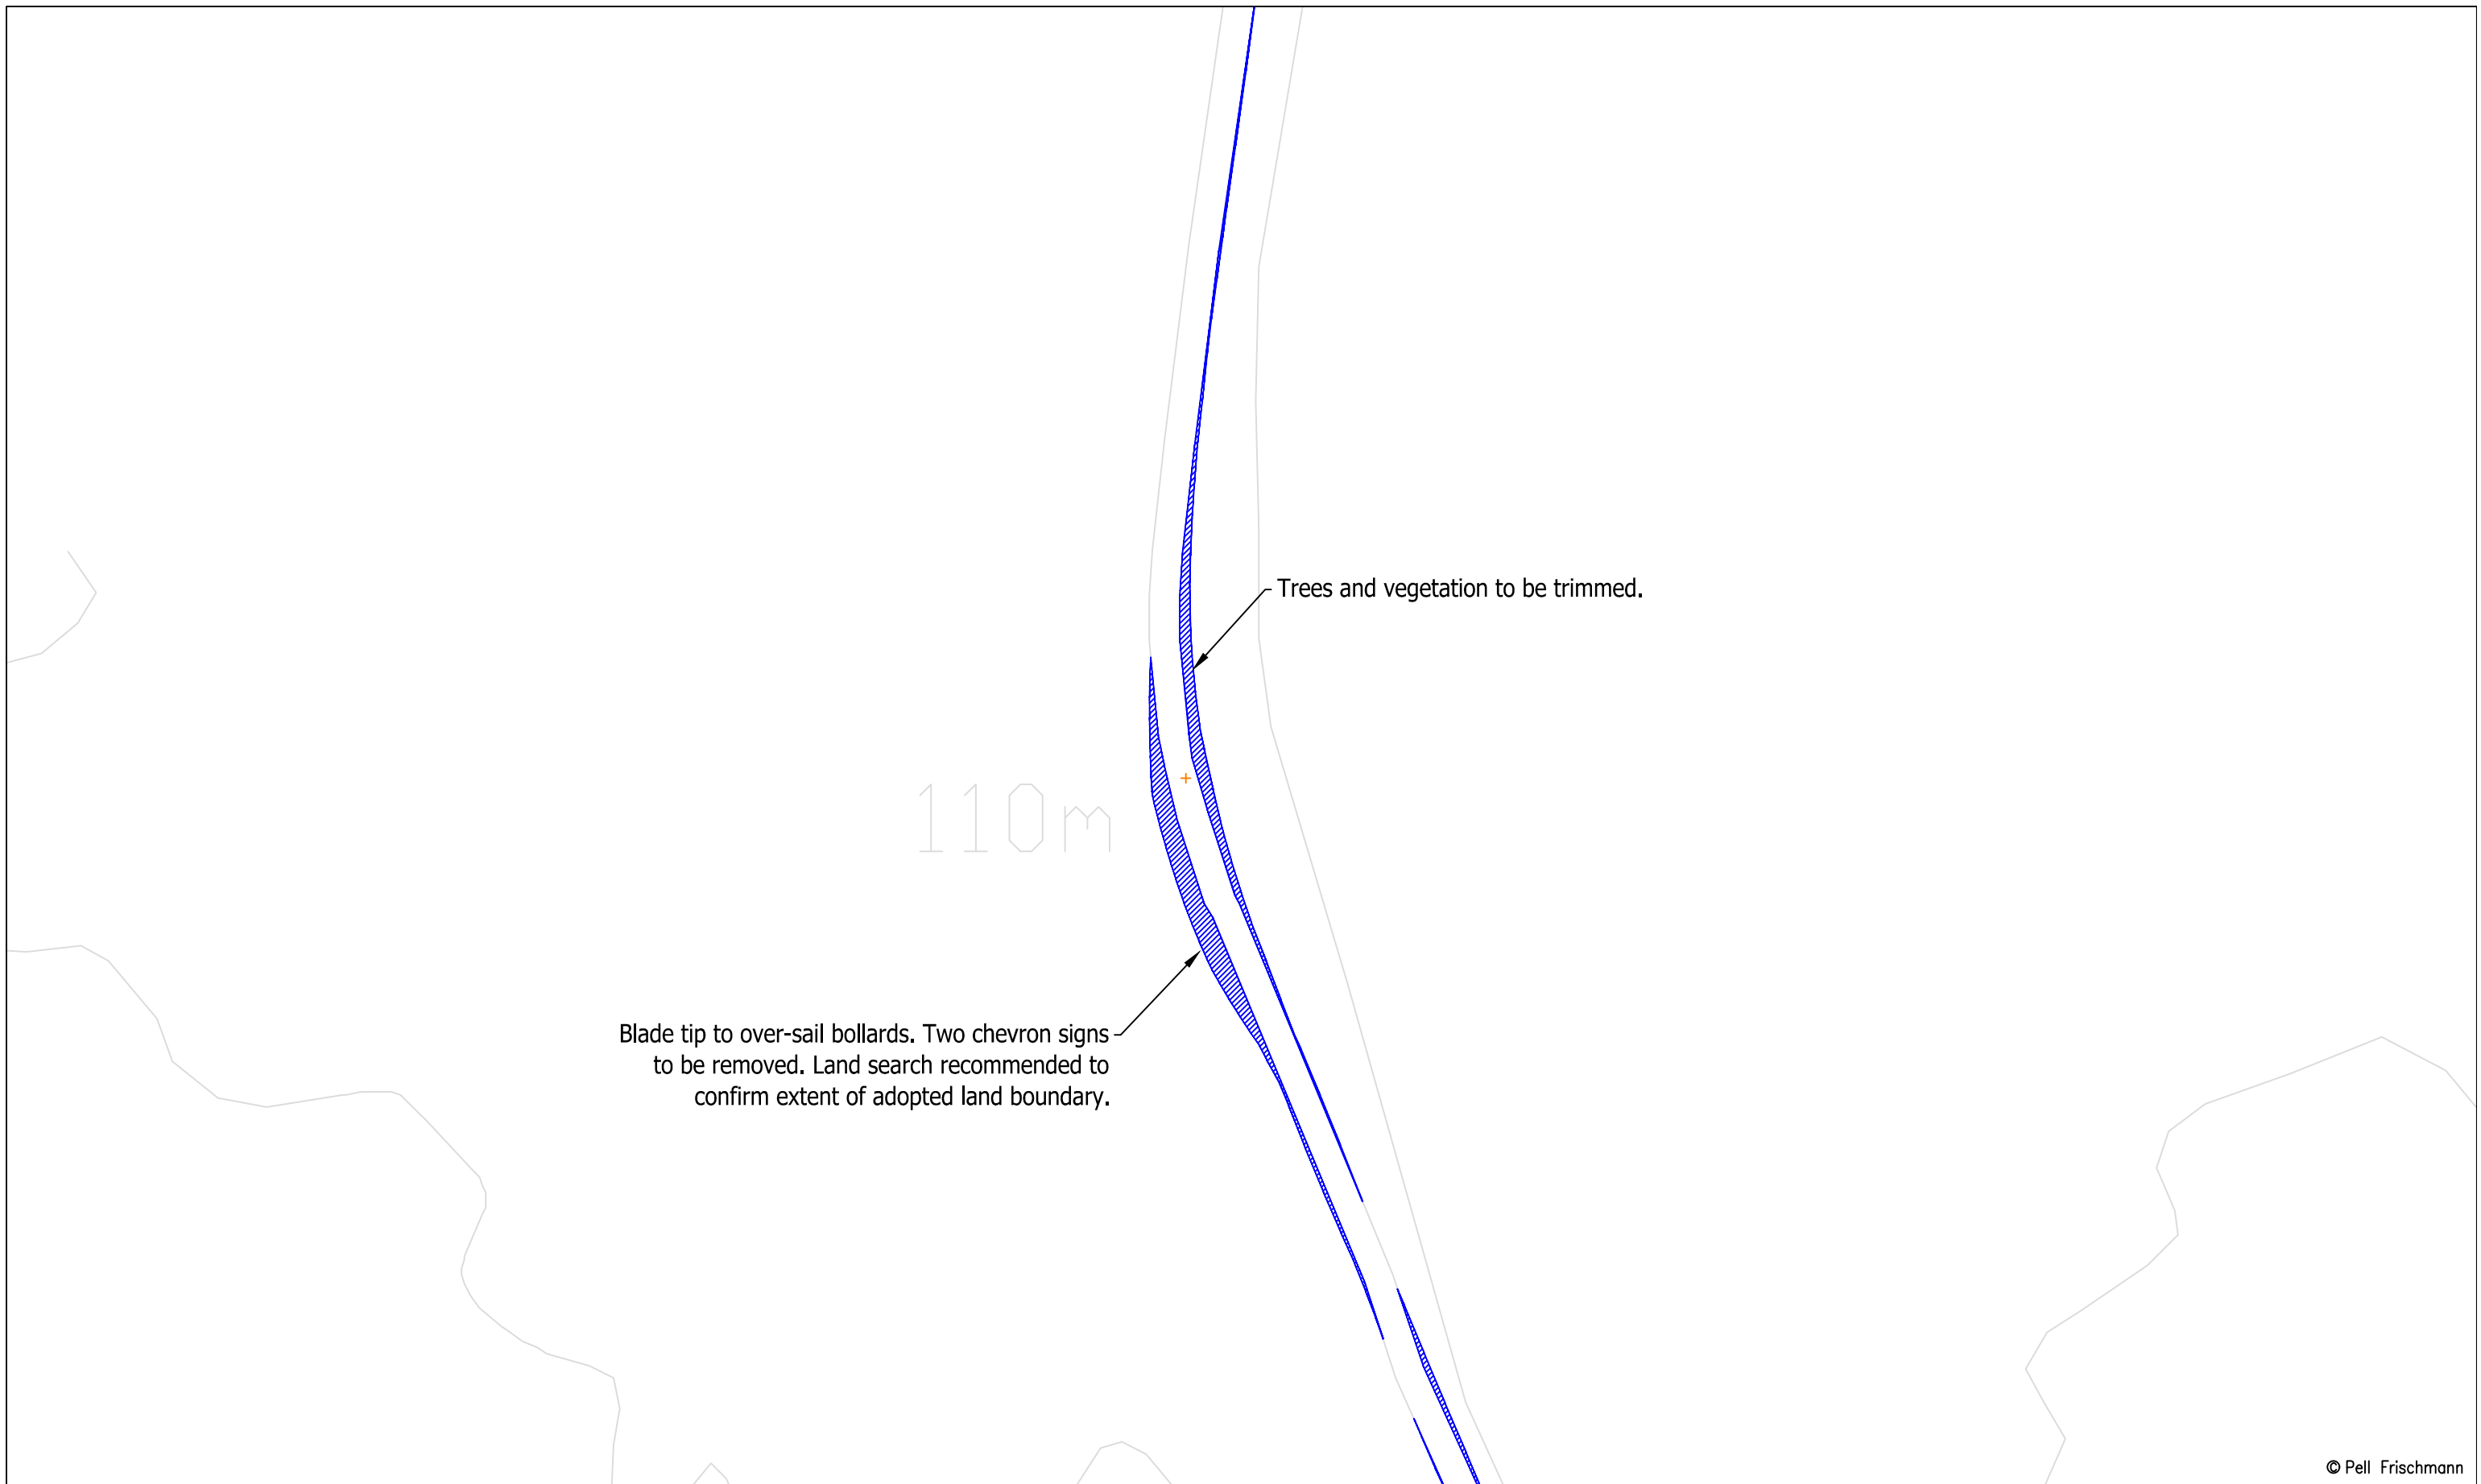 Trees and vegetation to be trimmed.
110m
Blade tip to over-sail bollards. Two chevron signs
to be removed. Land search recommended to
confirm extent of adopted land boundary.
© Pell Frischmann